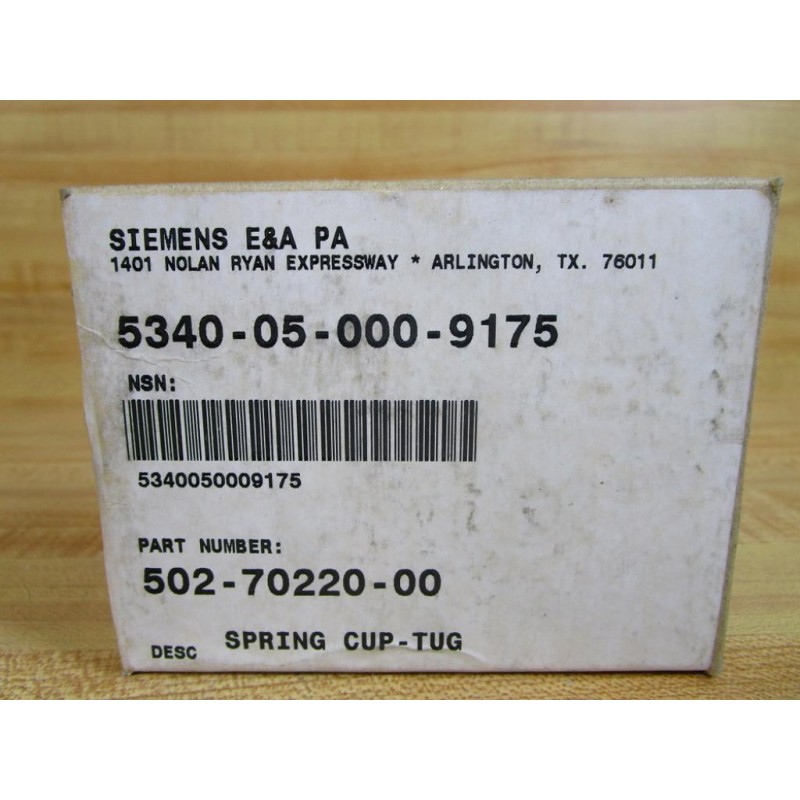 SIEMENS E&A PA
1401 NOLAN RYAN EXPRESSWAY * ARLINGTON, TX. 76011
5340-05-000-9175
NSN:
5340050009175
PART NUMBER:
502-70220-00
DESC SPRING CUP-TUG